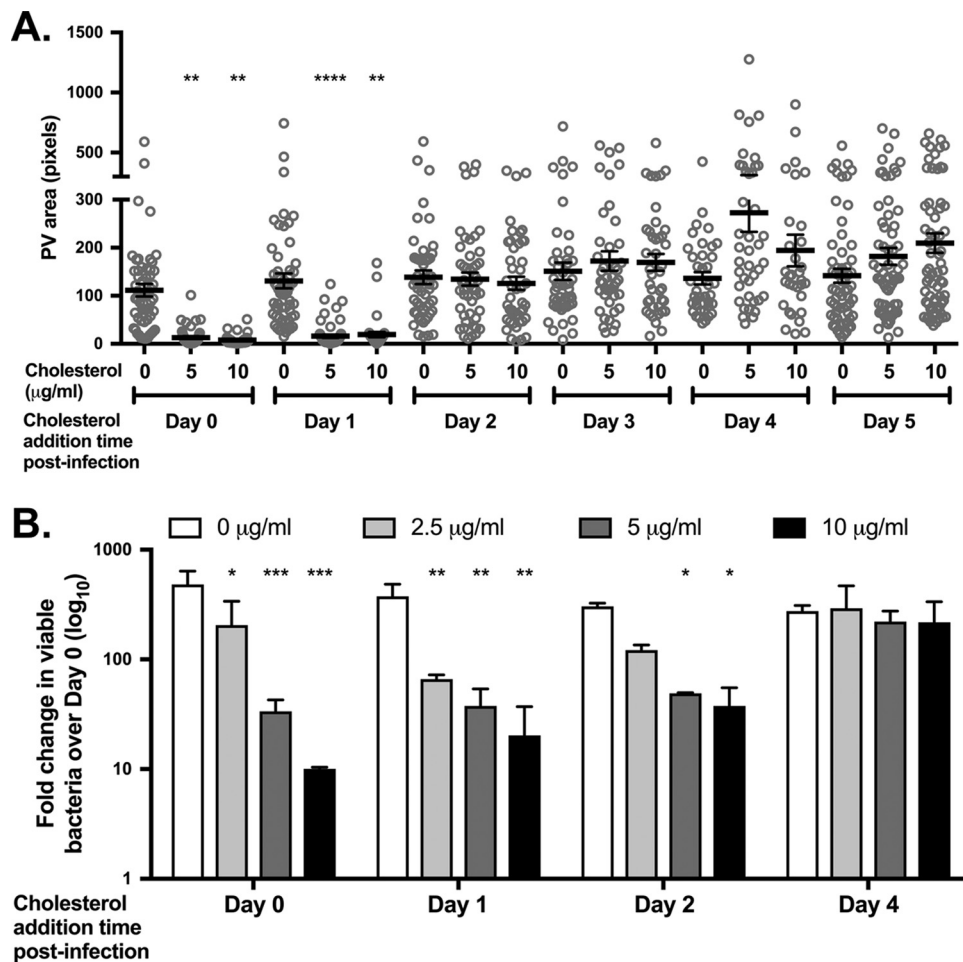 A.
PV area (pixels)
1500
1000
500
300
200
100
0
** ** **** **
Cholesterol 0 5 10 0 5 10 0 5 10 0 5 10 0 5 10 0 5 10
(μg/ml)
Cholesterol Day 0 Day 1 Day 2 Day 3 Day 4 Day 5
addition time
post-infection
B.
0 μg/ml 2.5 μg/ml 5 μg/ml 10 μg/ml
Fold change in viable
bacteria over Day 0 (log10)
1000
100
10
1
* *** *** ** ** ** * *
Cholesterol Day 0 Day 1 Day 2 Day 4
addition time
post-infection